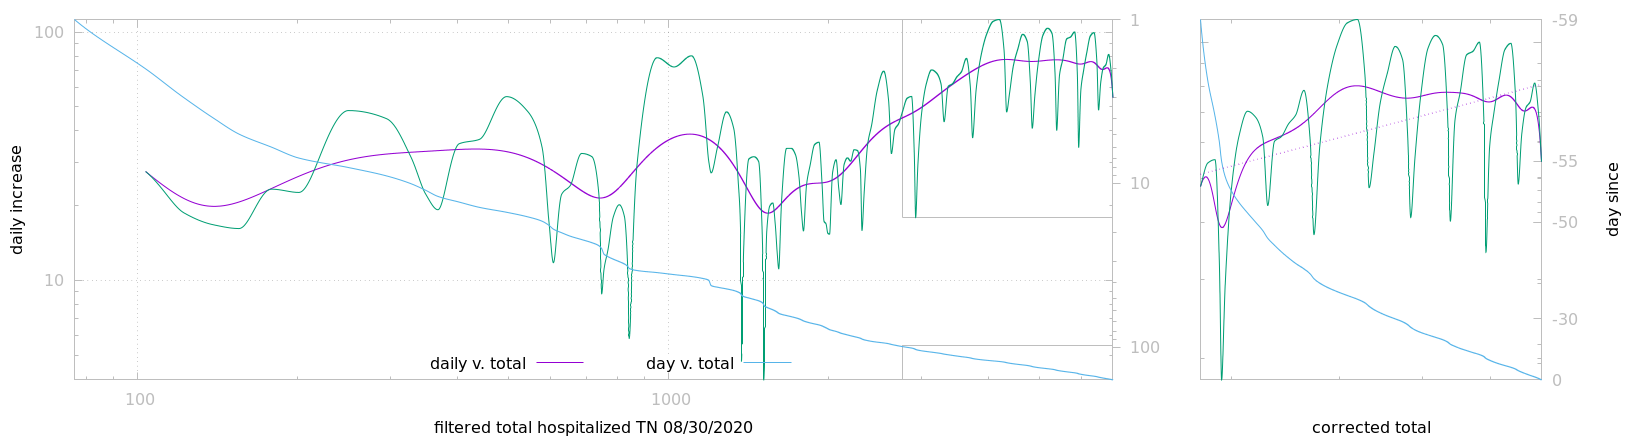 100
10
daily increase
1
10
100
daily v. total
day v. total
100
1000
filtered total hospitalized TN 08/30/2020
-59
-55
-50
-30
0
day since
corrected total